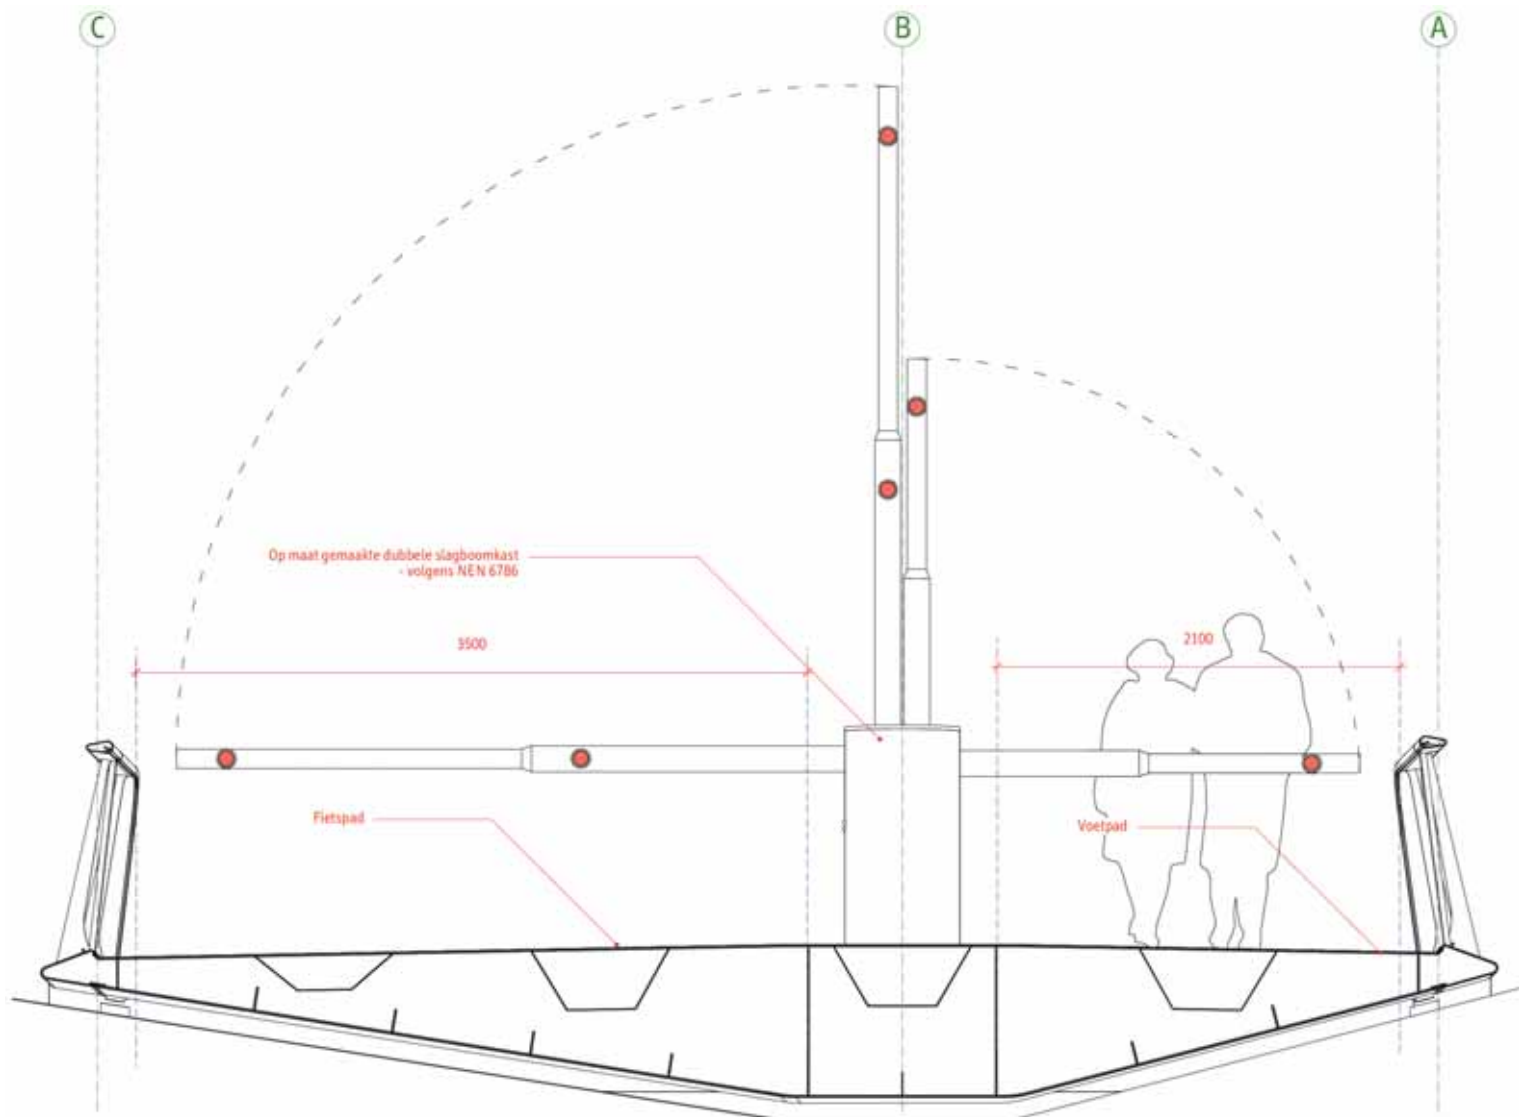 C
B
A
Op maat gemaakte dubbele slagboomkast
- volgens NEN 6786
3500
2100
Fietspad
Voetpad